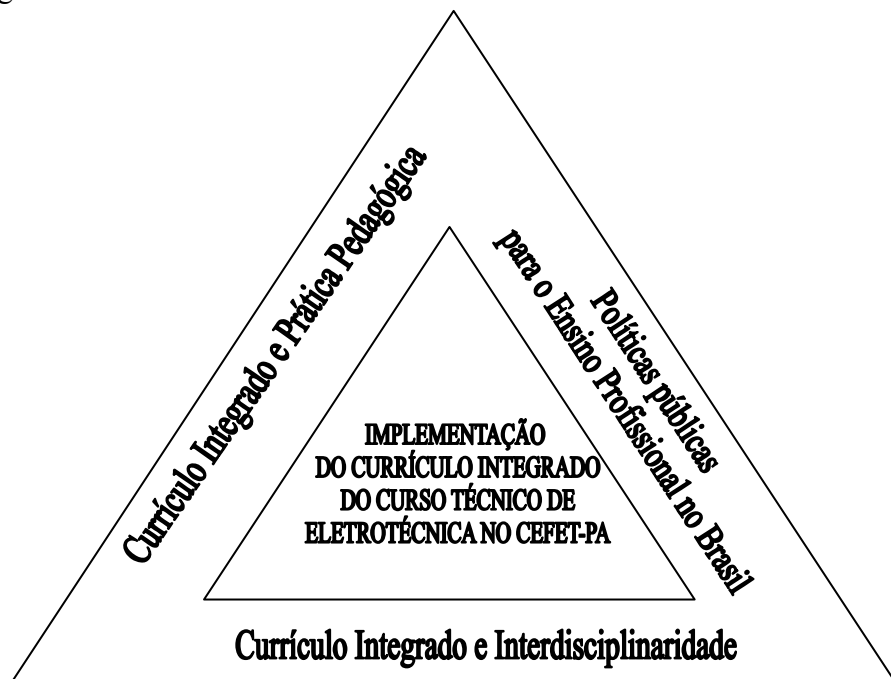 Currículo Integrado e Prática Pedagógica
Políticas públicas
para o Ensino Profissional no Brasil
IMPLEMENTAÇÃO
DO CURRÍCULO INTEGRADO
DO CURSO TÉCNICO DE
ELETROTÉCNICA NO CEFET-PA
Currículo Integrado e Interdisciplinaridade